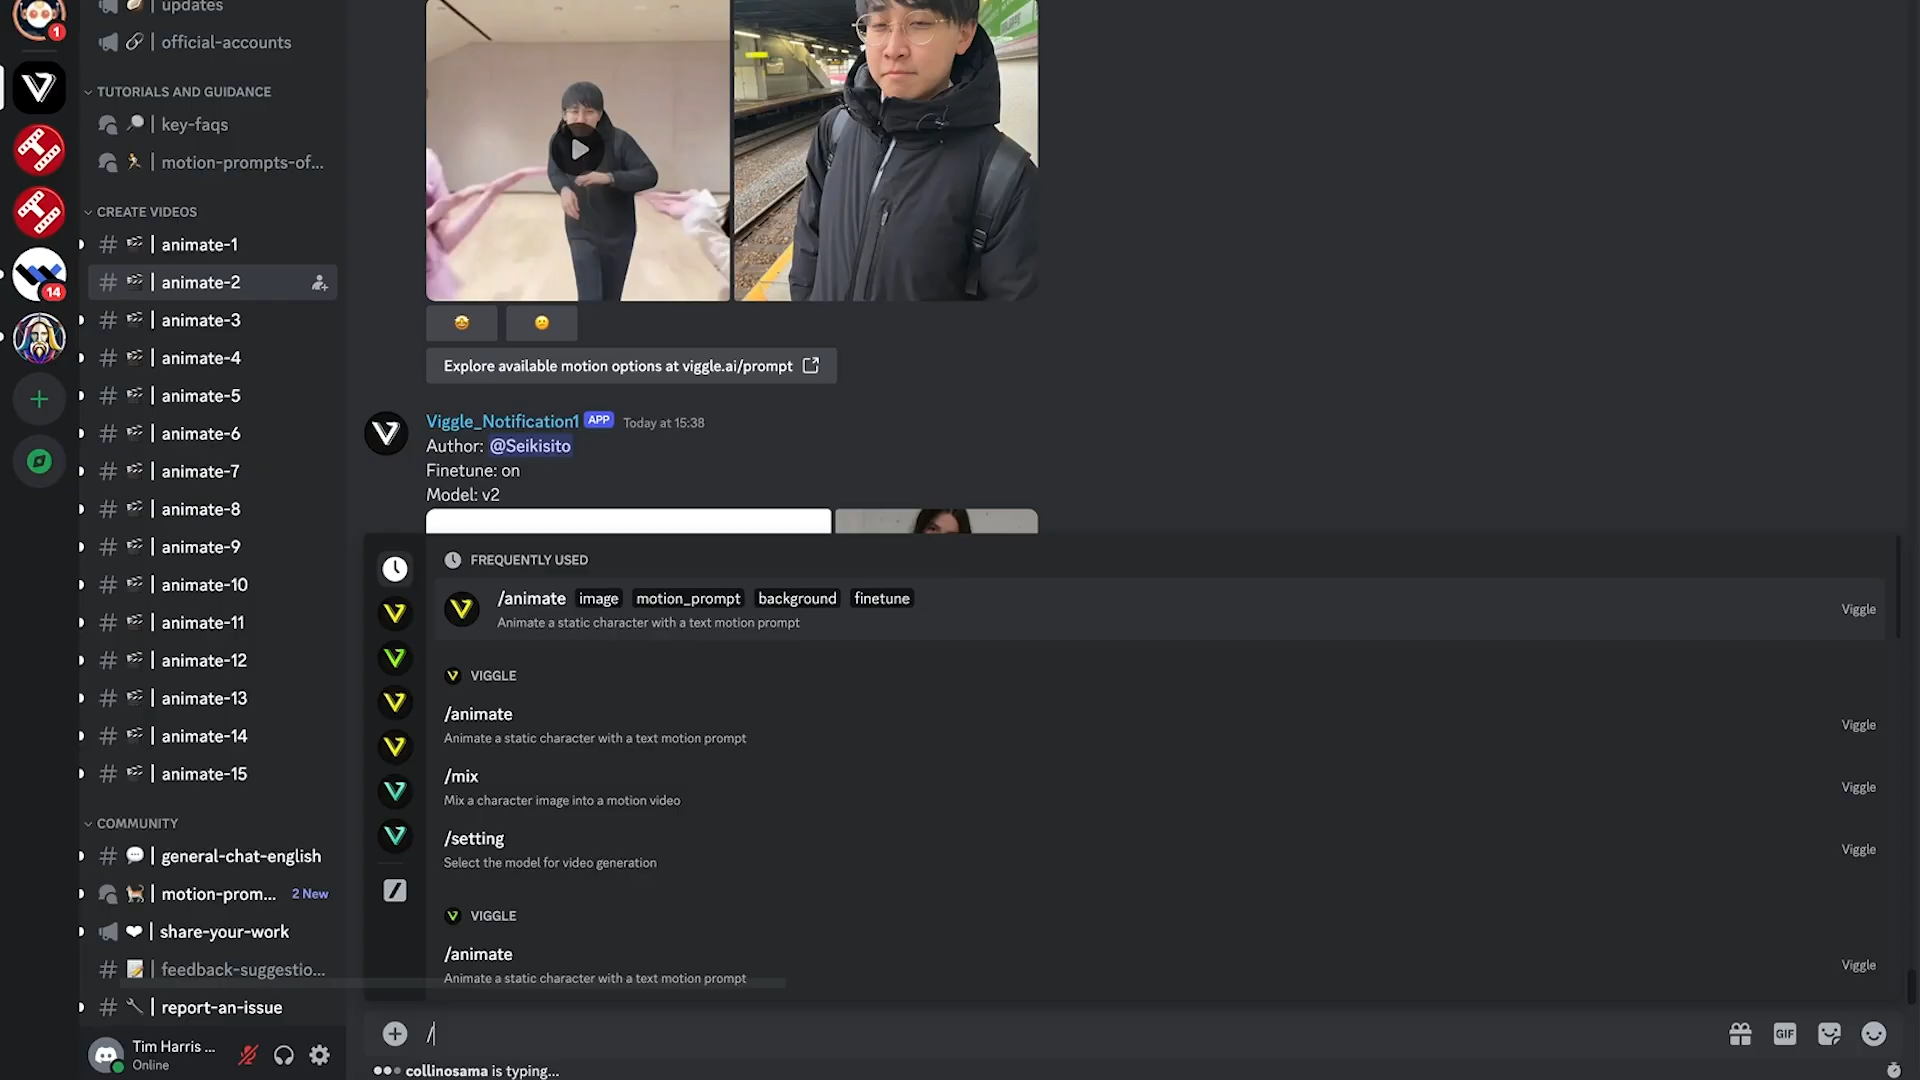 1
updates
official-accounts
TUTORIALS AND GUIDANCE
| key-faqs
| motion-prompts-of...
CREATE VIDEOS
# | animate-1
# | animate-2
# | animate-3
# | animate-4
14
# | animate-5
# | animate-6
# | animate-7
# | animate-8
# | animate-9
# | animate-10
# | animate-11
# | animate-12
# | animate-13
# | animate-14
# | animate-15
COMMUNITY
# | general-chat-english
| motion-prom... 2 New
| share-your-work
# | feedback-suggestio...
# | report-an-issue
Tim Harris ...
Online
Explore available motion options at viggle.ai/prompt
Viggle_Notification1 APP Today at 15:38
Author: @Seikisito
Finetune: on
Model: v2
FREQUENTLY USED
/animate image motion_prompt background finetune
Animate a static character with a text motion prompt
Viggle
VIGGLE
/animate
Animate a static character with a text motion prompt
Viggle
/mix
Mix a character image into a motion video
Viggle
/setting
Select the model for video generation
Viggle
VIGGLE
/animate
Animate a static character with a text motion prompt
Viggle
/
GIF
collinosama is typing...